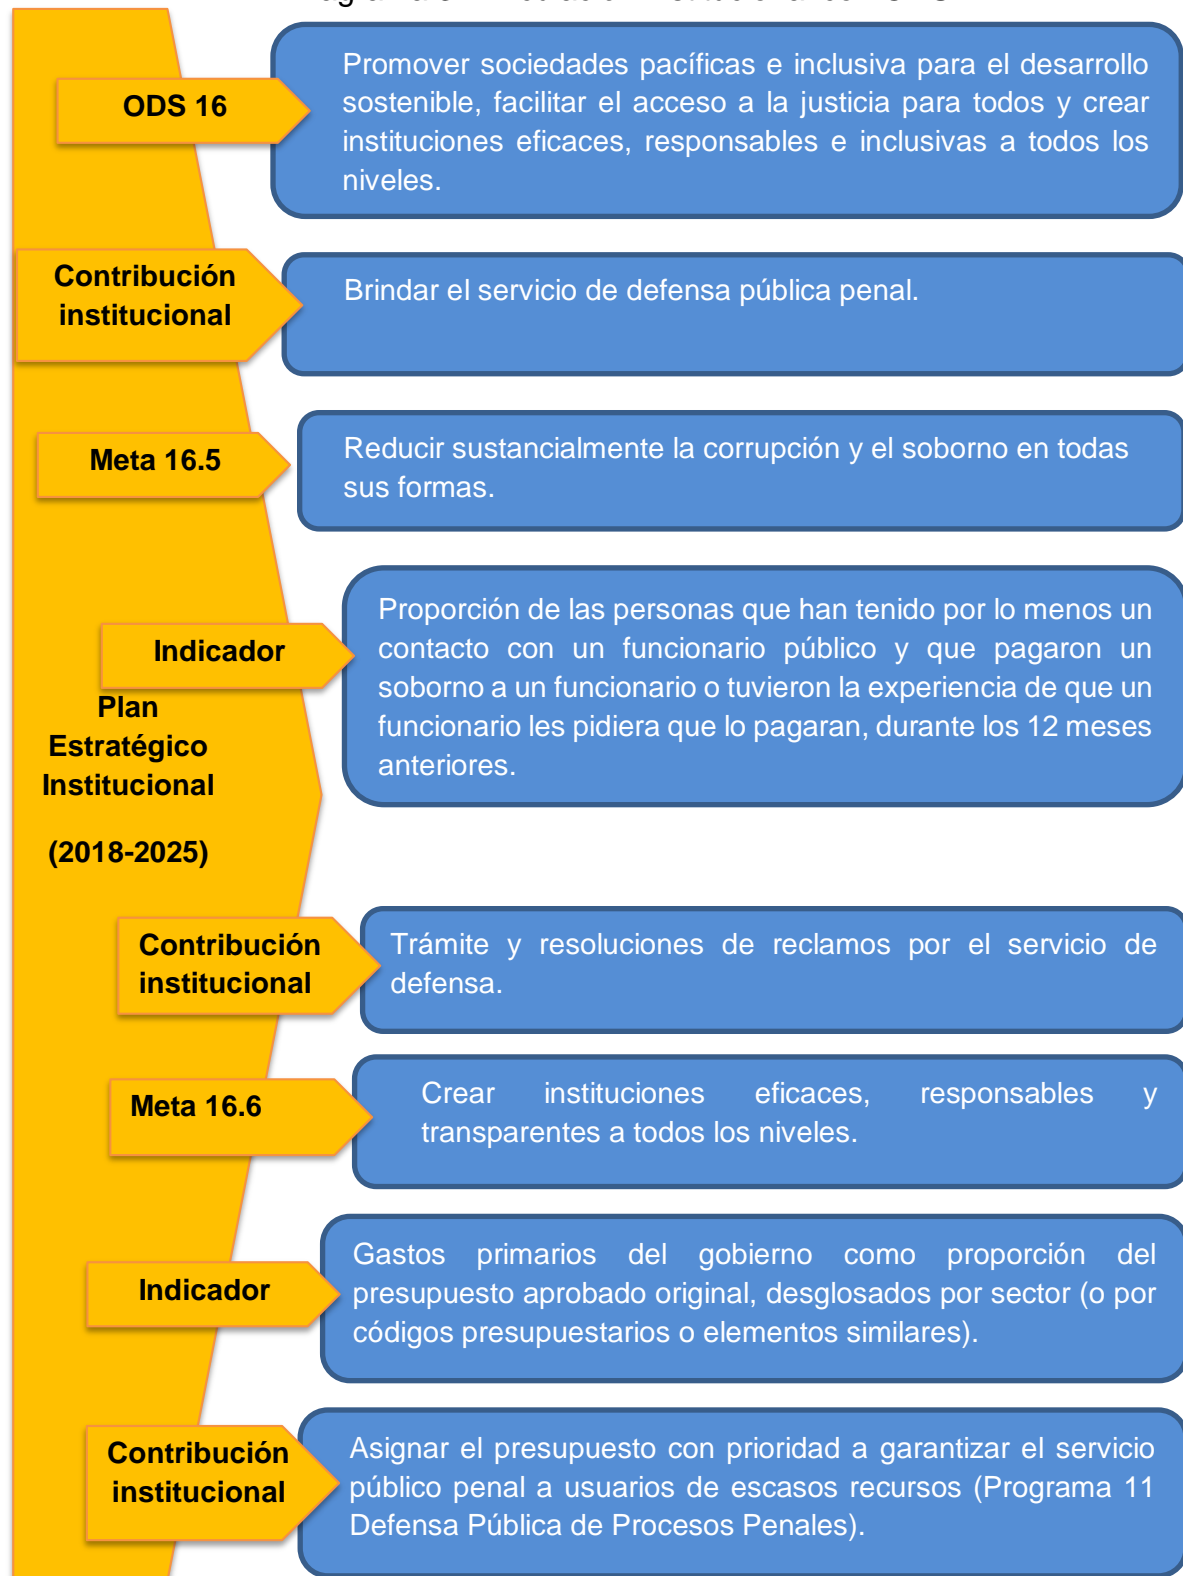 ODS 16
Promover sociedades pacíficas e inclusiva para el desarrollo
sostenible, facilitar el acceso a la justicia para todos y crear
instituciones eficaces, responsables e inclusivas a todos los
niveles.
Contribución
institucional
Brindar el servicio de defensa pública penal.
Meta 16.5
Reducir sustancialmente la corrupción y el soborno en todas
sus formas.
Indicador
Proporción de las personas que han tenido por lo menos un
contacto con un funcionario público y que pagaron un
soborno a un funcionario o tuvieron la experiencia de que un
funcionario les pidiera que lo pagaran, durante los 12 meses
anteriores.
Plan
Estratégico
Institucional
(2018-2025)
Contribución
institucional
Trámite y resoluciones de reclamos por el servicio de
defensa.
Meta 16.6
Crear instituciones eficaces, responsables y
transparentes a todos los niveles.
Indicador
Gastos primarios del gobierno como proporción del
presupuesto aprobado original, desglosados por sector (o por
códigos presupuestarios o elementos similares).
Contribución
institucional
Asignar el presupuesto con prioridad a garantizar el servicio
público penal a usuarios de escasos recursos (Programa 11
Defensa Pública de Procesos Penales).